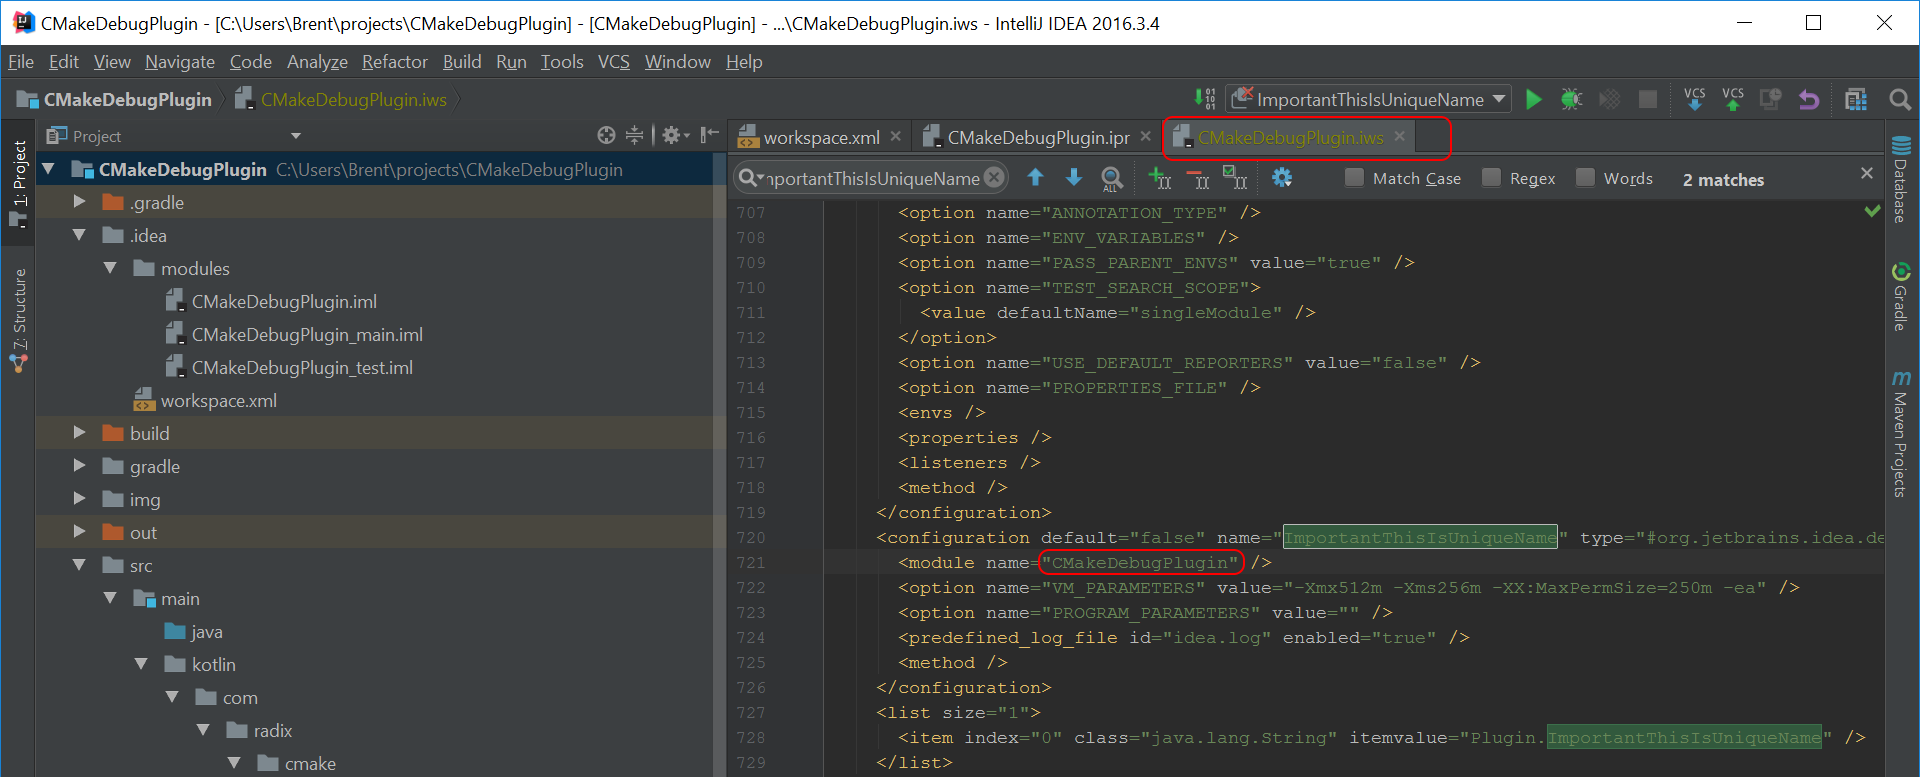 CMakeDebugPlugin - [C:\Users\Brent\projects\CMakeDebugPlugin] - [CMakeDebugPlugin] - ...\CMakeDebugPlugin.iws - IntelliJ IDEA 2016.3.4
File Edit View Navigate Code Analyze Refactor Build Run Tools VCS Window Help
CMakeDebugPlugin CMakeDebugPlugin.iws ImportantThisIsUniqueName VCS VCS
1: Project
7: Structure
Project
CMakeDebugPlugin C:\Users\Brent\projects\CMakeDebugPlugin
.gradle
.idea
modules
CMakeDebugPlugin.iml
CMakeDebugPlugin_main.iml
CMakeDebugPlugin_test.iml
workspace.xml
build
gradle
img
out
src
main
java
kotlin
com
radix
cmake
workspace.xml CMakeDebugPlugin.ipr CMakeDebugPlugin.iws
nportantThisIsUniqueName ALL Match Case Regex Words 2 matches
707 <option name="ANNOTATION_TYPE" />
708 <option name="ENV_VARIABLES" />
709 <option name="PASS_PARENT_ENVS" value="true" />
710 <option name="TEST_SEARCH_SCOPE">
711 <value defaultName="singleModule" />
712 </option>
713 <option name="USE_DEFAULT_REPORTERS" value="false" />
714 <option name="PROPERTIES_FILE" />
715 <envs />
716 <properties />
717 <listeners />
718 <method />
719 </configuration>
720 <configuration default="false" name="ImportantThisIsUniqueName" type="#org.jetbrains.idea.de
721 <module name="CMakeDebugPlugin" />
722 <option name="VM_PARAMETERS" value="-Xmx512m -Xms256m -XX:MaxPermSize=250m -ea" />
723 <option name="PROGRAM_PARAMETERS" value="" />
724 <predefined_log_file id="idea.log" enabled="true" />
725 <method />
726 </configuration>
727 <list size="1">
728 <item index="0" class="java.lang.String" itemvalue="Plugin.ImportantThisIsUniqueName" />
729 </list>
Database
Gradle
m Maven Projects